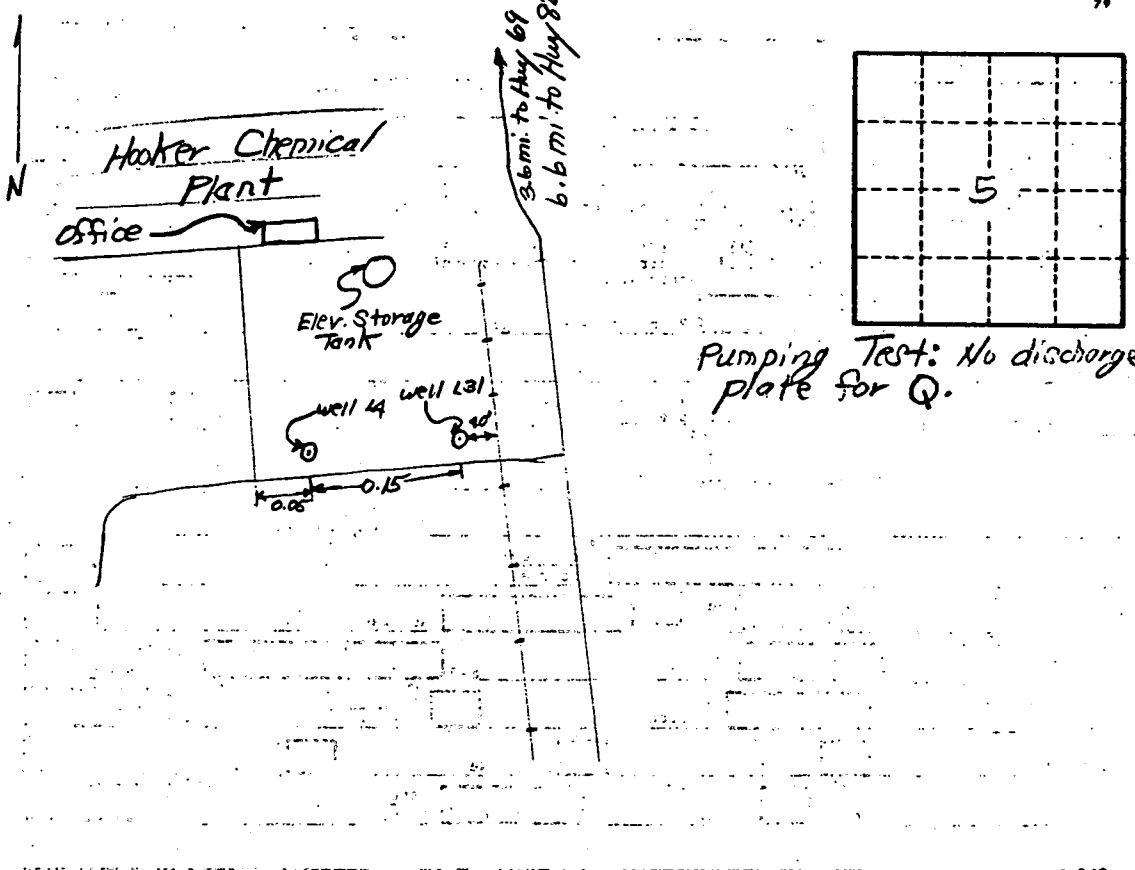 N
Hooker Chemical
Plant
Office
Elev. Storage
Tank
3.6 mi. to Hwy 69
6.6 mi. to Hwy 82
5
Pumping Test: No discharge
plate for Q.
well L4
well L31
40'
0.05
0.15